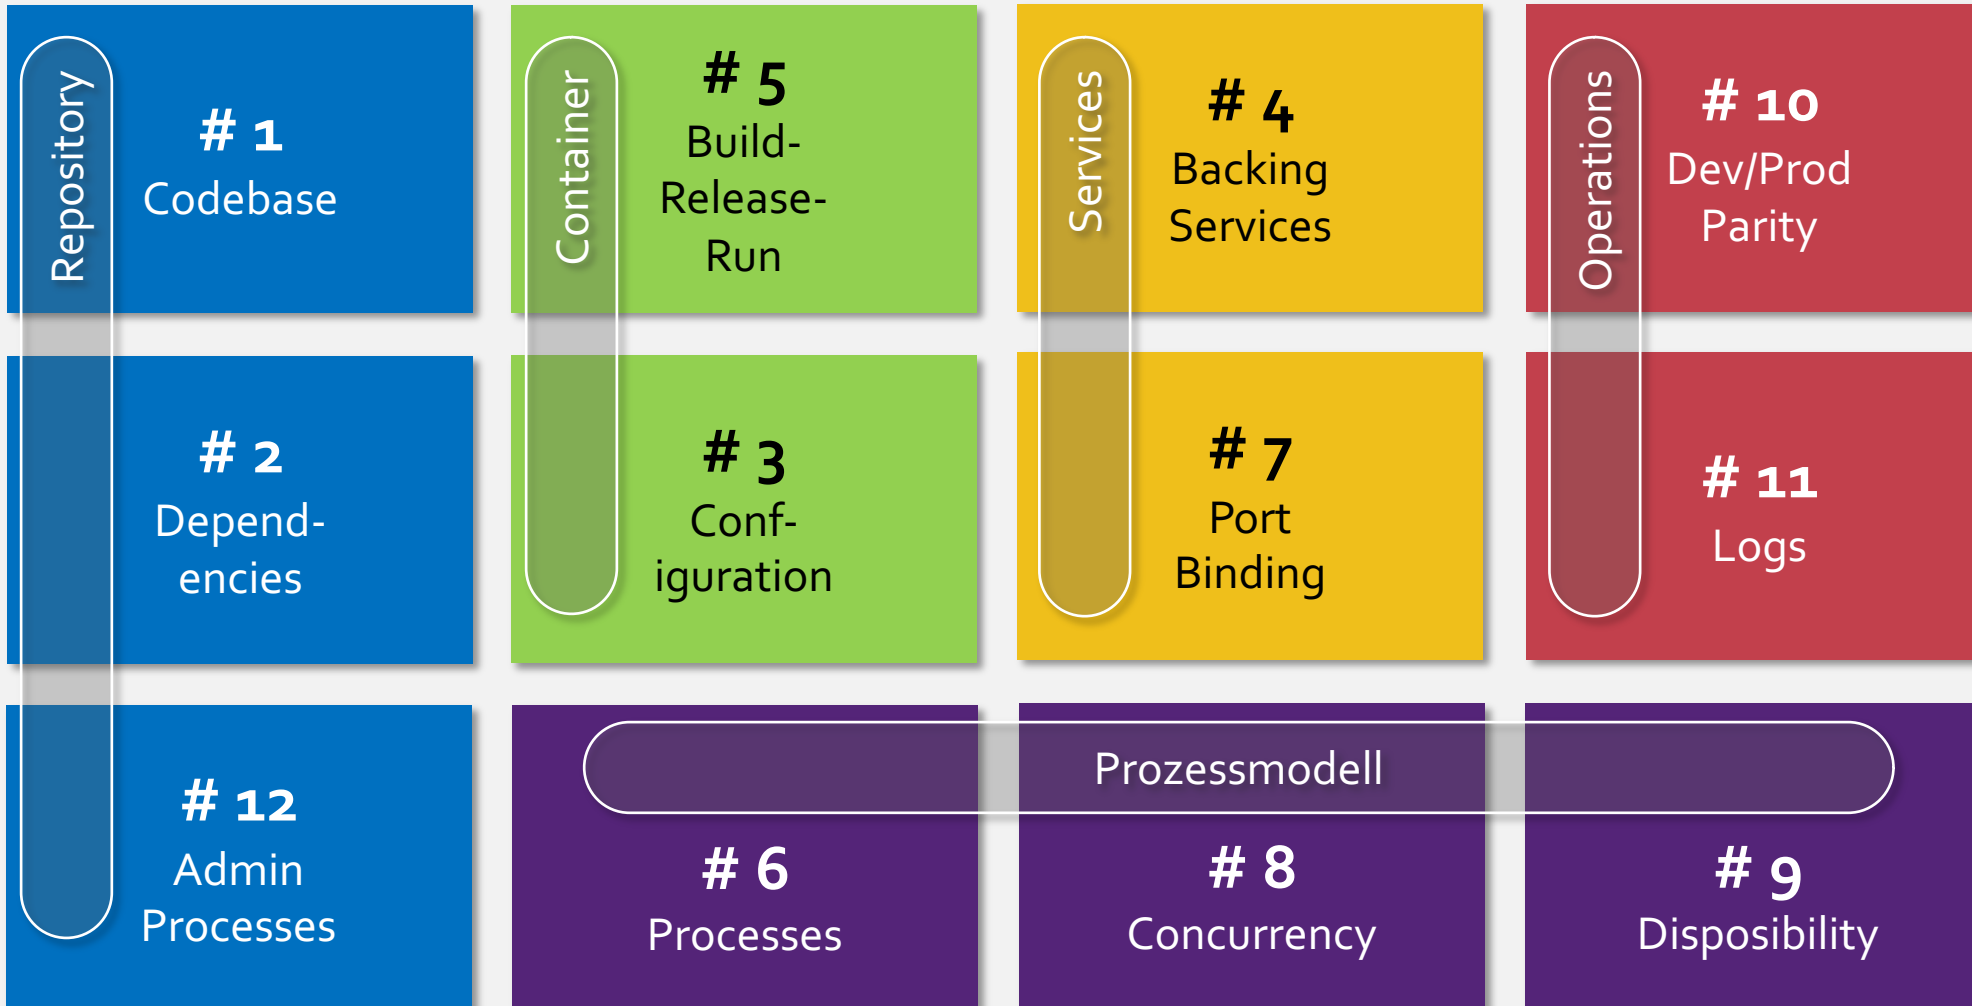 Repository
# 1
Codebase
Container
# 5
Build-
Release-
Run
Services
# 4
Backing
Services
Operations
# 10
Dev/Prod
Parity
# 2
Depend-
encies
# 3
Conf-
iguration
# 7
Port
Binding
# 11
Logs
# 12
Admin
Processes
Prozessmodell
# 6
Processes
# 8
Concurrency
# 9
Disposibility